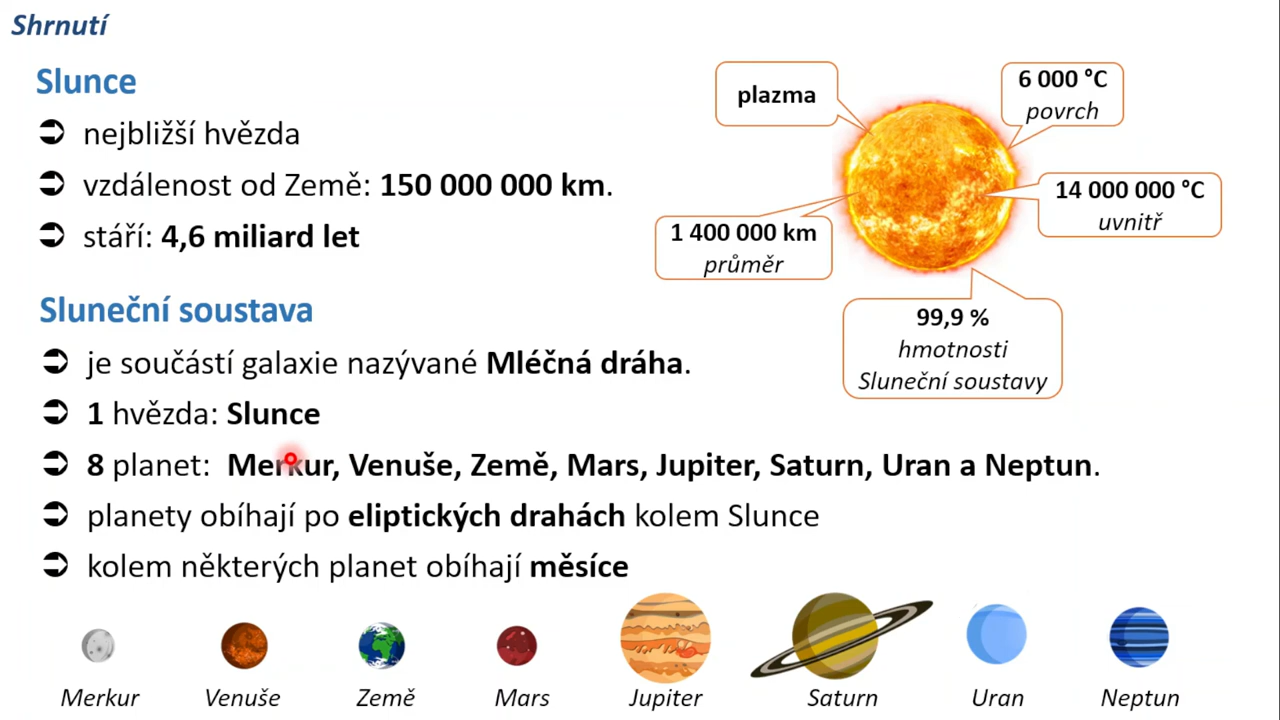 Shrnutí
Slunce
nejbližší hvězda
vzdálenost od Země: 150 000 000 km.
stáří: 4,6 miliard let
plazma
6 000 °C
povrch
14 000 000 °C
uvnitř
1 400 000 km
průměr
99,9 %
hmotnosti
Sluneční soustavy
Sluneční soustava
je součástí galaxie nazývané Mléčná dráha.
1 hvězda: Slunce
8 planet: Merkur, Venuše, Země, Mars, Jupiter, Saturn, Uran a Neptun.
planety obíhají po eliptických drahách kolem Slunce
kolem některých planet obíhají měsíce
Merkur Venuše Země Mars Jupiter Saturn Uran Neptun